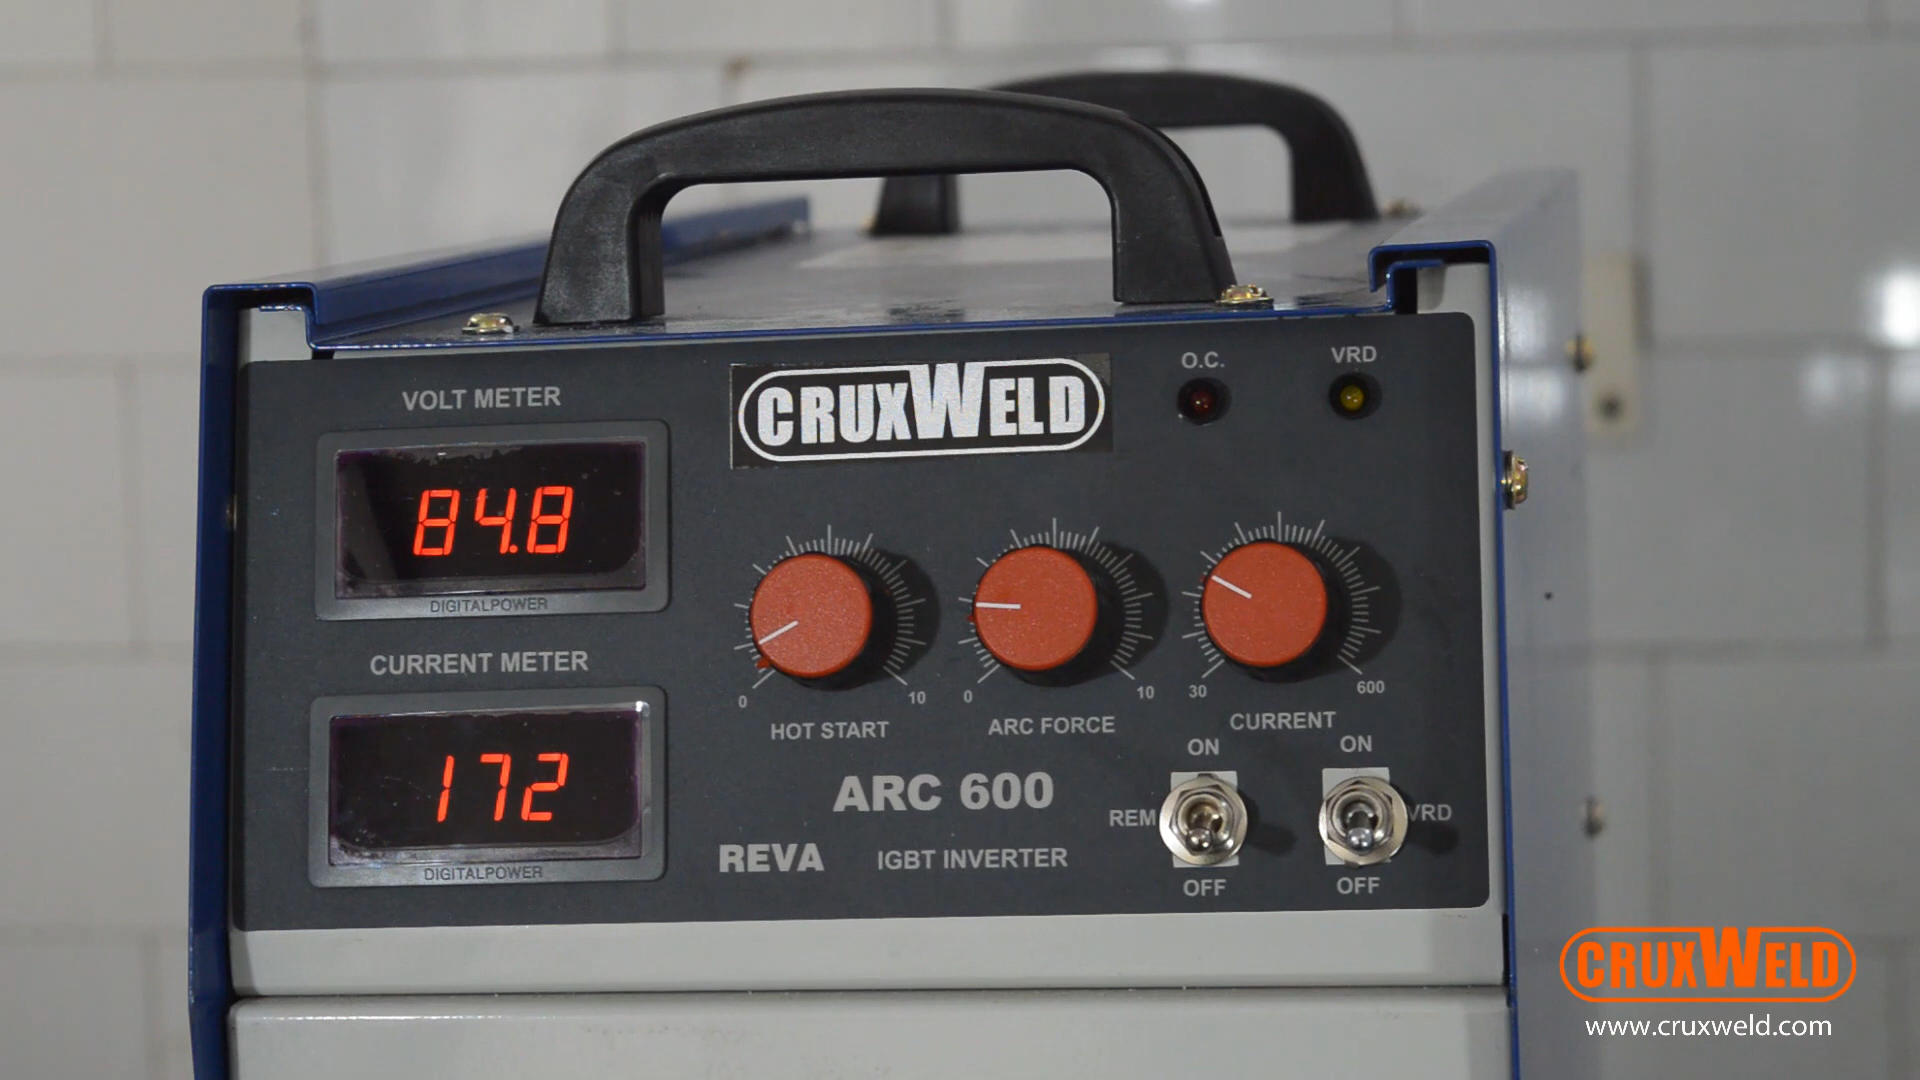 VOLT METER
84.8
DIGITALPOWER
CURRENT METER
172
DIGITALPOWER
CRUXWELD
O.C.
VRD
0
10
HOT START
0
10
ARC FORCE
30
600
CURRENT
ARC 600
REVA
IGBT INVERTER
ON
REM
OFF
ON
VRD
OFF
CRUXWELD
www.cruxweld.com